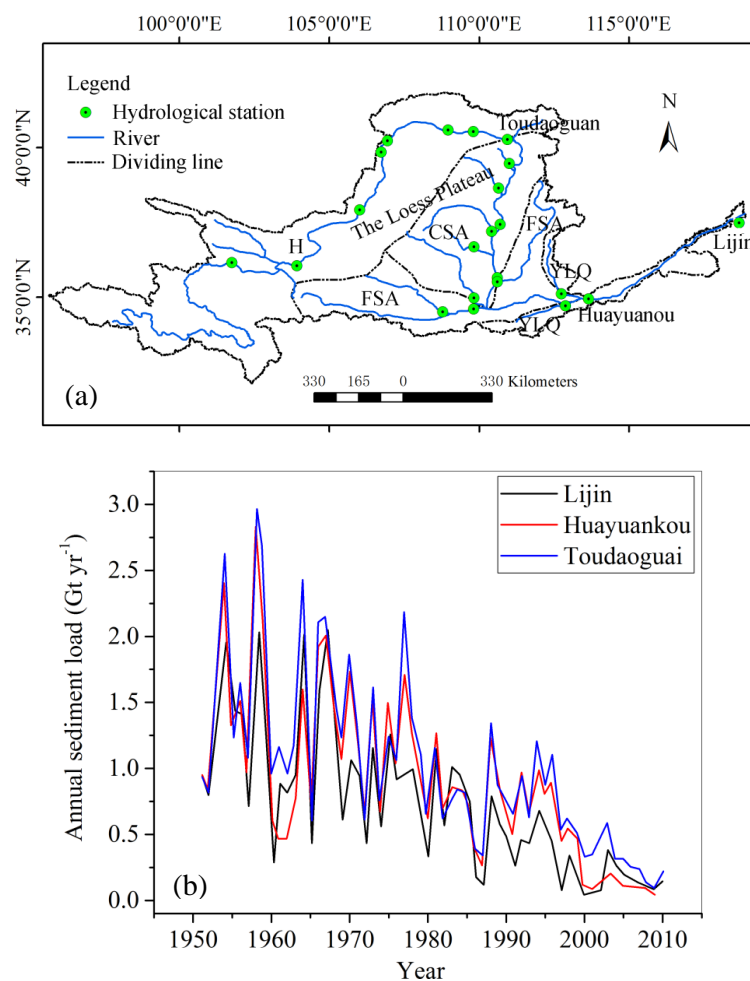 100°0'0"E 105°0'0"E 110°0'0"E 115°0'0"E
Legend
Hydrological station
River
Dividing line
N
40°0'0"N
35°0'0"N
Toudaoguan
The Loess Plateau
H
CSA
FSA
Lijin
YLQ
FSA
Huayuanou
YLQ
330 165 0 330 Kilometers
(a)
Lijin
Huayuankou
Toudaoguai
Annual sediment load (Gt yr-1)
3.0
2.5
2.0
1.5
1.0
0.5
0.0
(b)
1950 1960 1970 1980 1990 2000 2010
Year